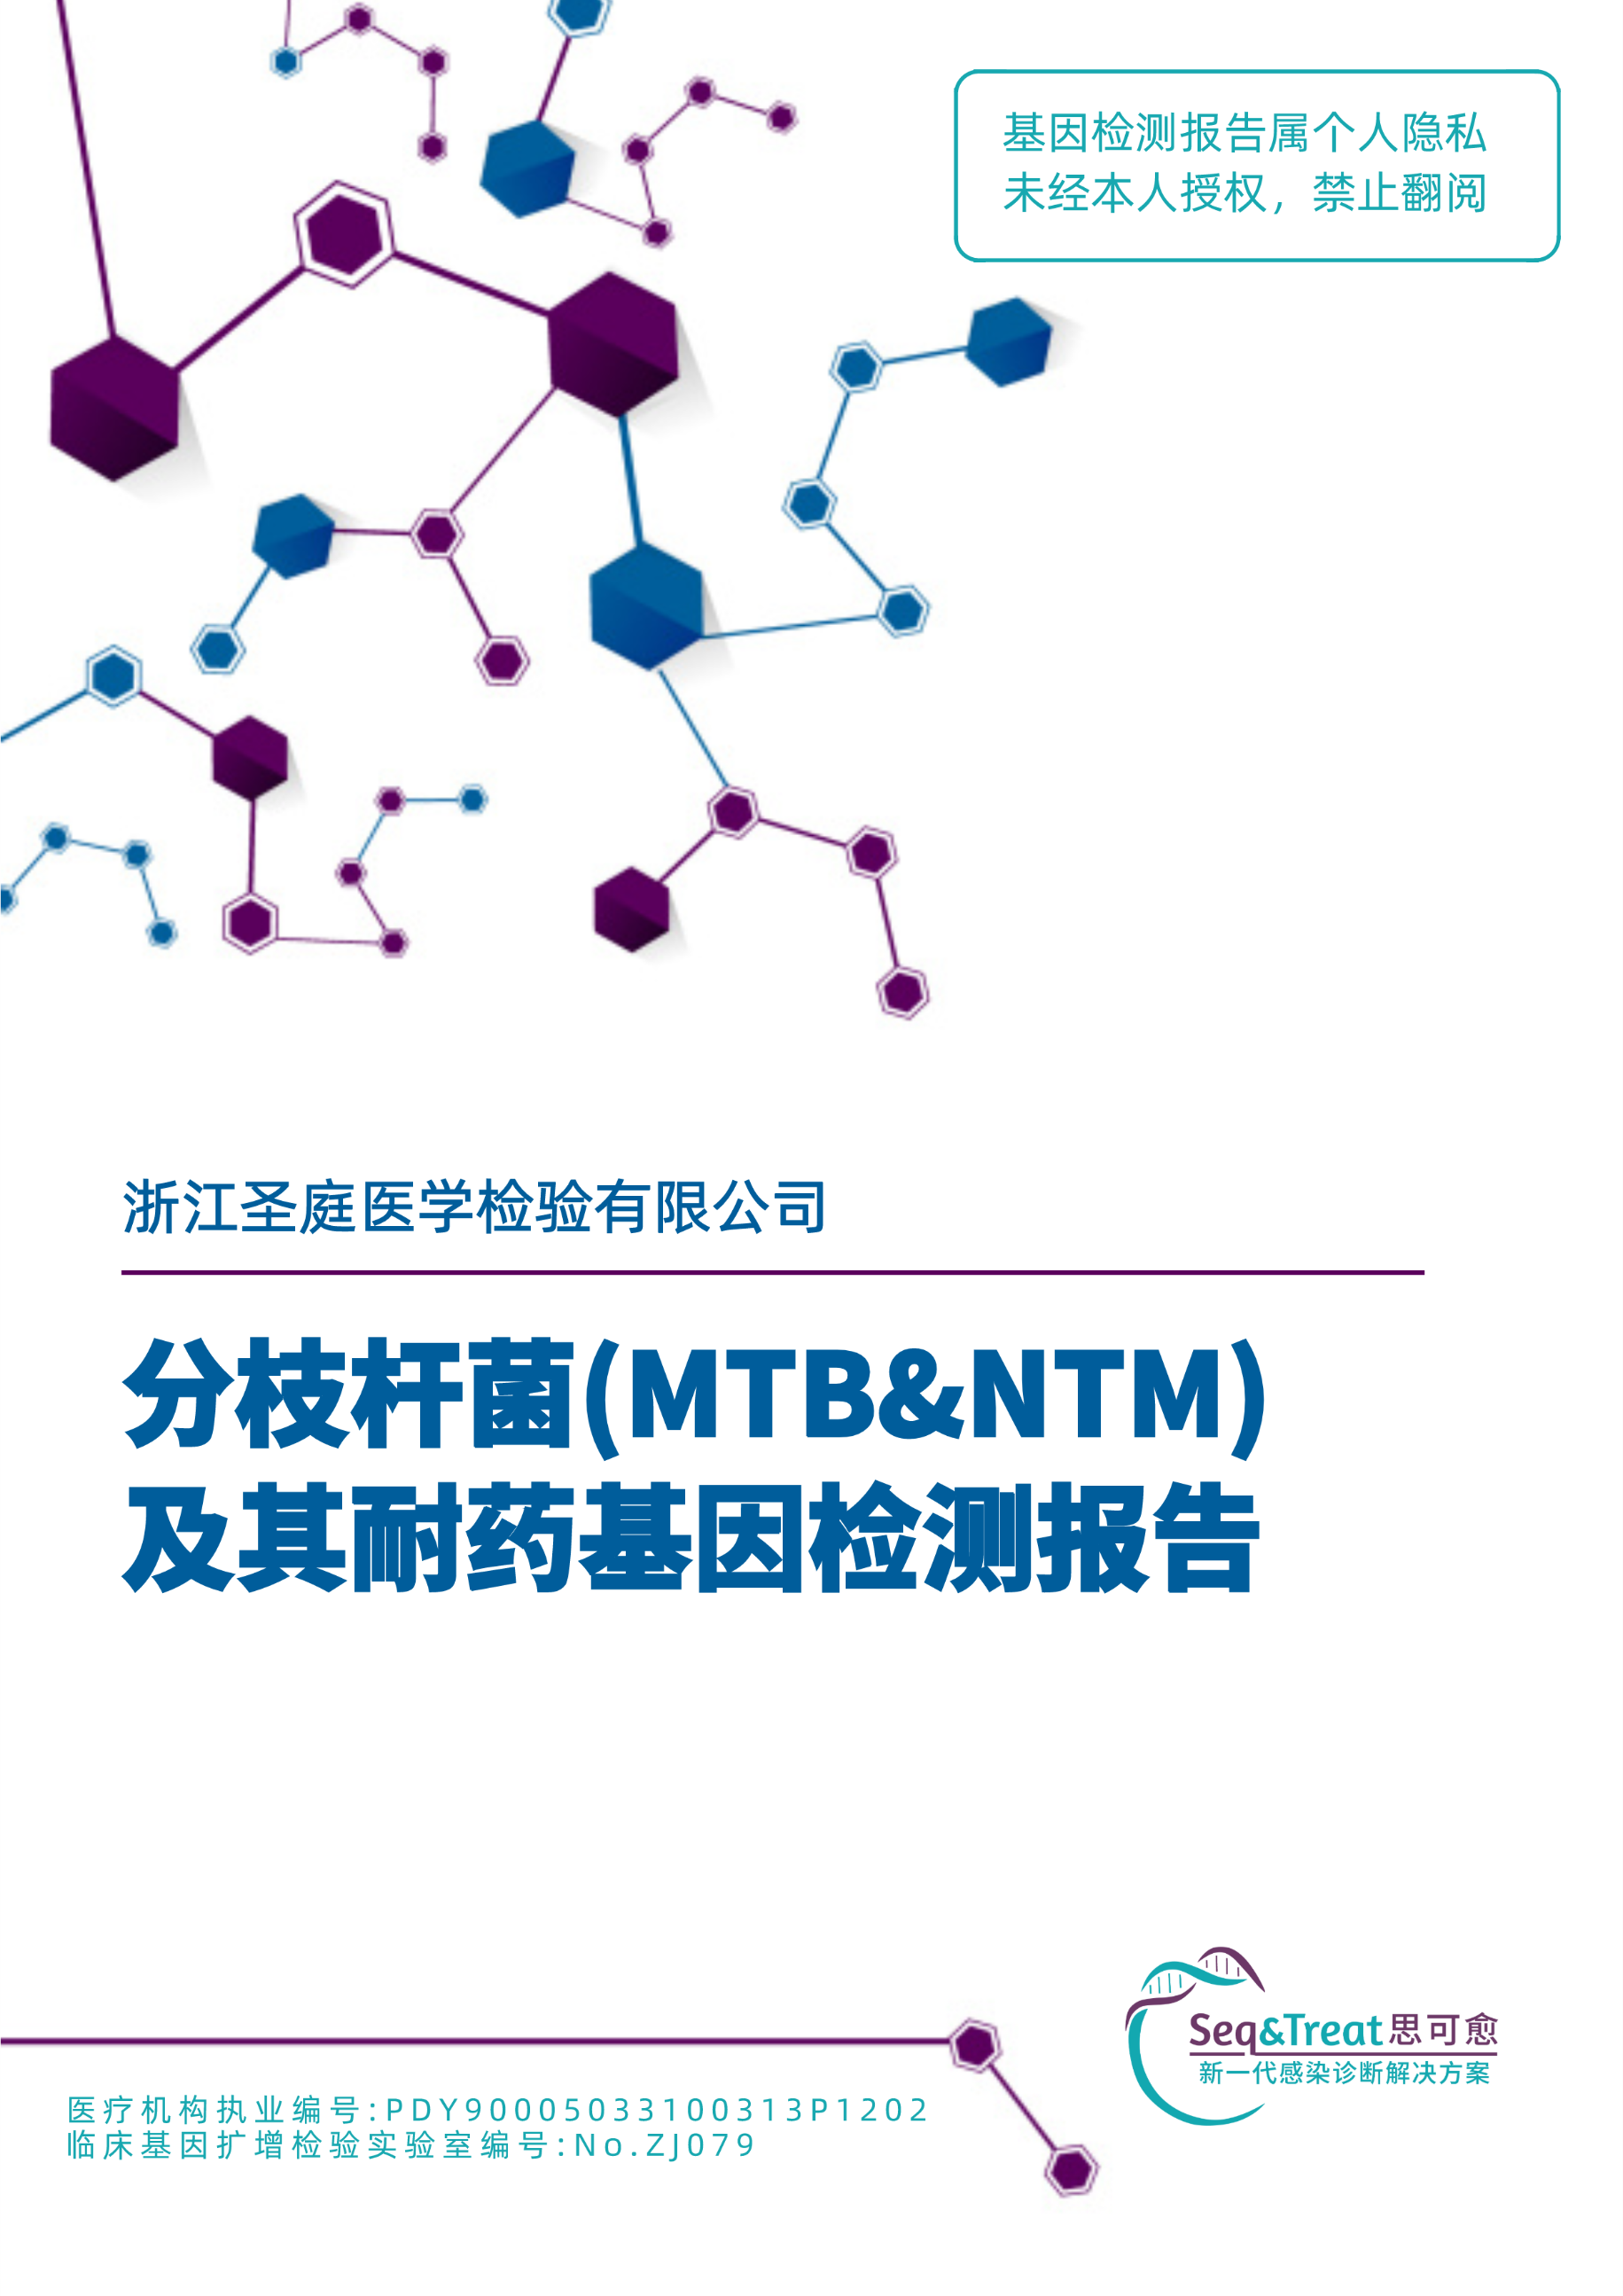 基因检测报告属个人隐私
未经本人授权，禁止翻阅
浙江圣庭医学检验有限公司
分枝杆菌(MTB&NTM)
及其耐药基因检测报告
Seq&Treat思可愈
新一代感染诊断解决方案
医疗机构执业编号:PDY90005033100313P1202
临床基因扩增检验实验室编号:No.ZJ079